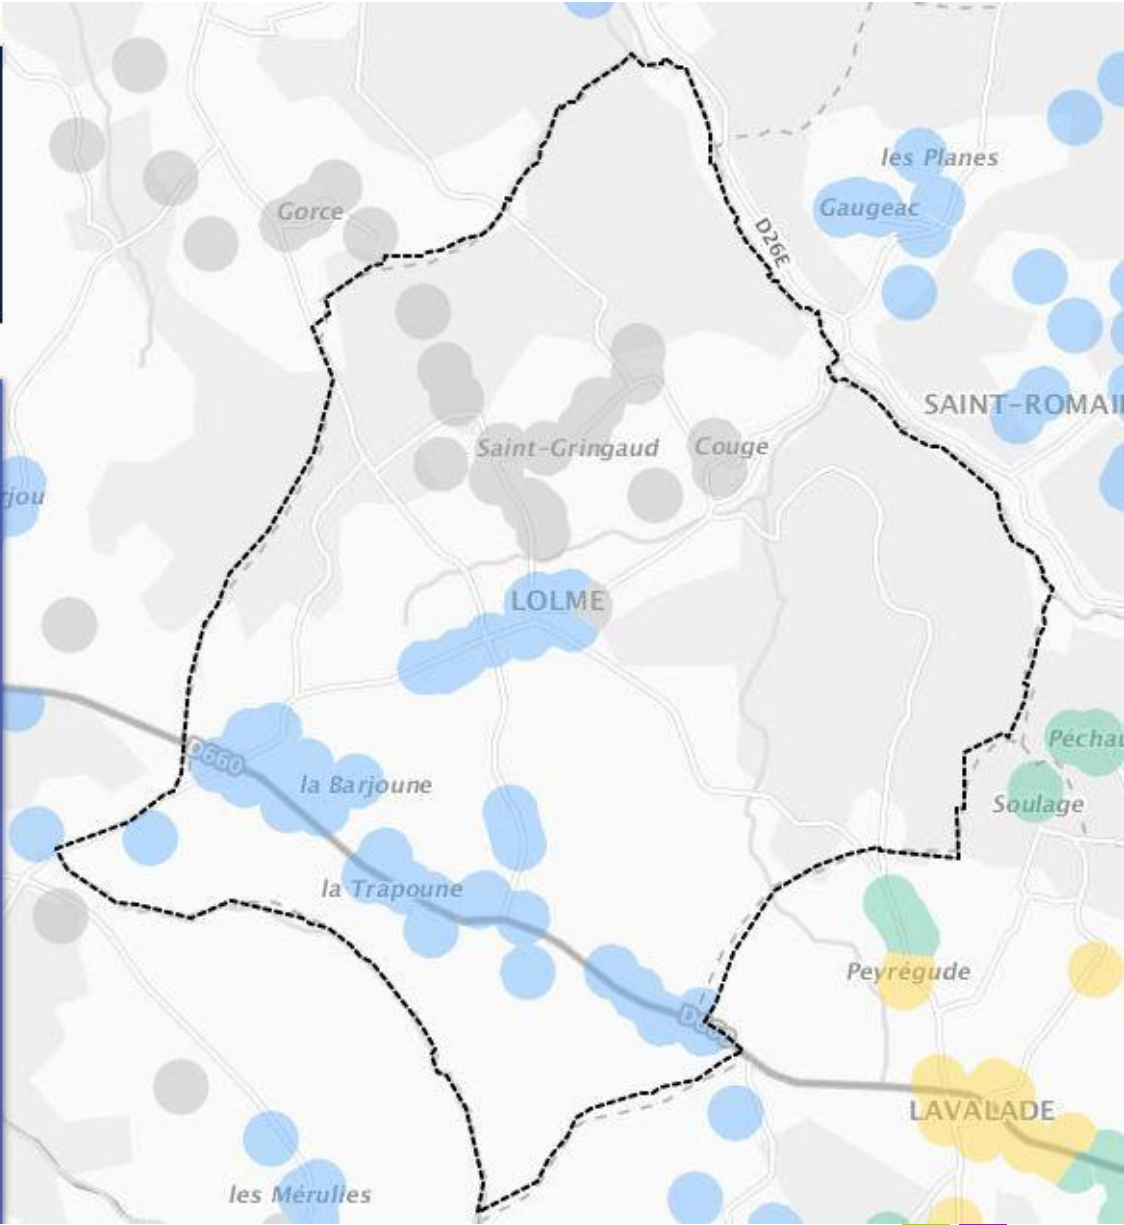 les Planes
Gorce
Gaugeac
D26E
SAINT-ROMAI
Saint-Gringaud
Couge
jou
LOLME
D660
Péchau
la Barjoune
Soulage
la Trapoune
Peyrégude
LAVALADE
les Mérulies